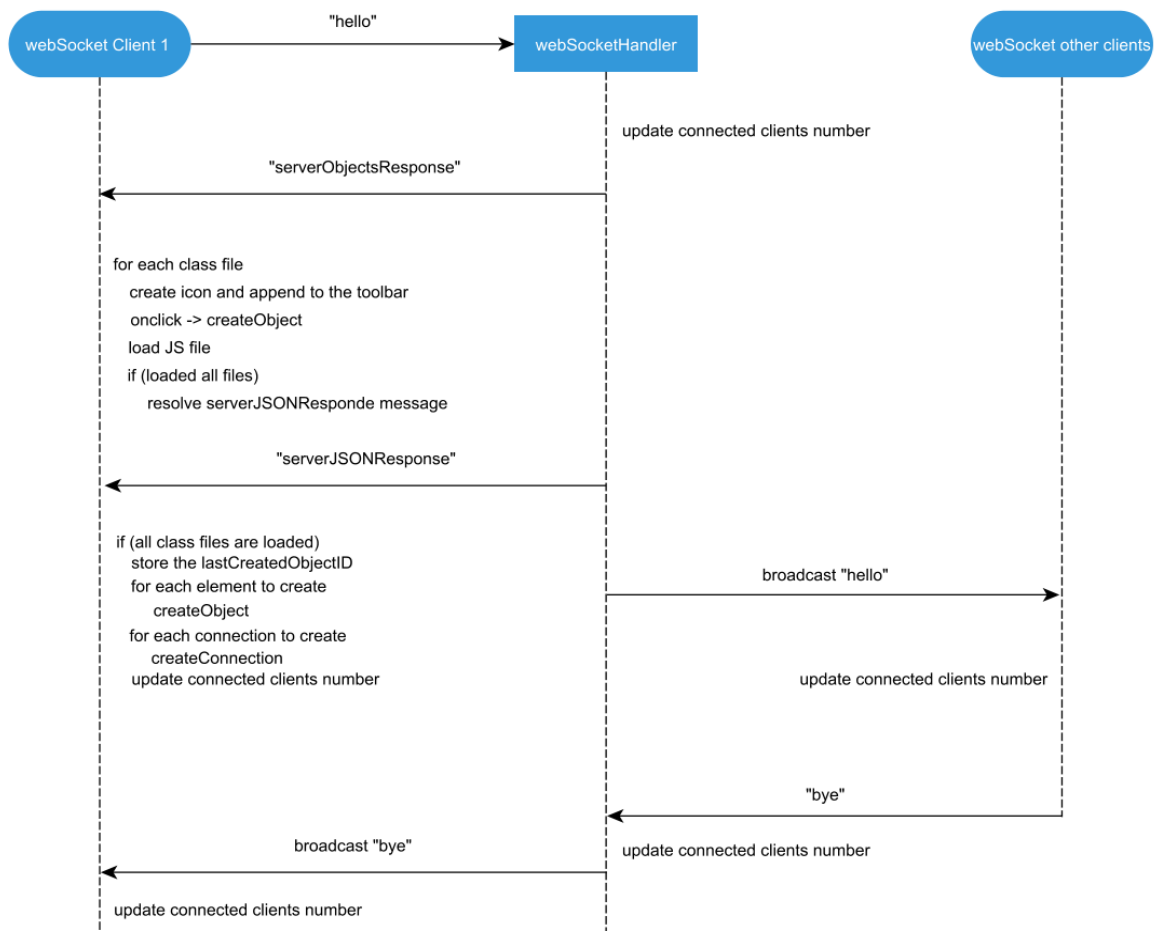 "hello"
webSocket Client 1
webSocketHandler
webSocket other clients
update connected clients number
"serverObjectsResponse"
for each class file
create icon and append to the toolbar
onclick -> createObject
load JS file
if (loaded all files)
resolve serverJSONResponde message
"serverJSONResponse"
if (all class files are loaded)
store the lastCreatedObjectID
for each element to create
createObject
for each connection to create
createConnection
update connected clients number
broadcast "hello"
update connected clients number
"bye"
update connected clients number
broadcast "bye"
update connected clients number